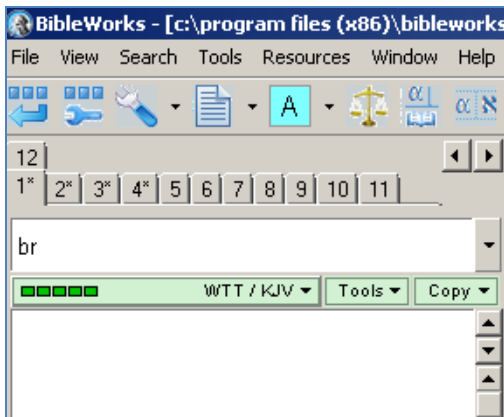 BibleWorks - [c:\program files (x86)\bibleworks
File View Search Tools Resources Window Help
A α α ℵ
12
1* 2* 3* 4* 5 6 7 8 9 10 11
br
WTT / KJV Tools Copy